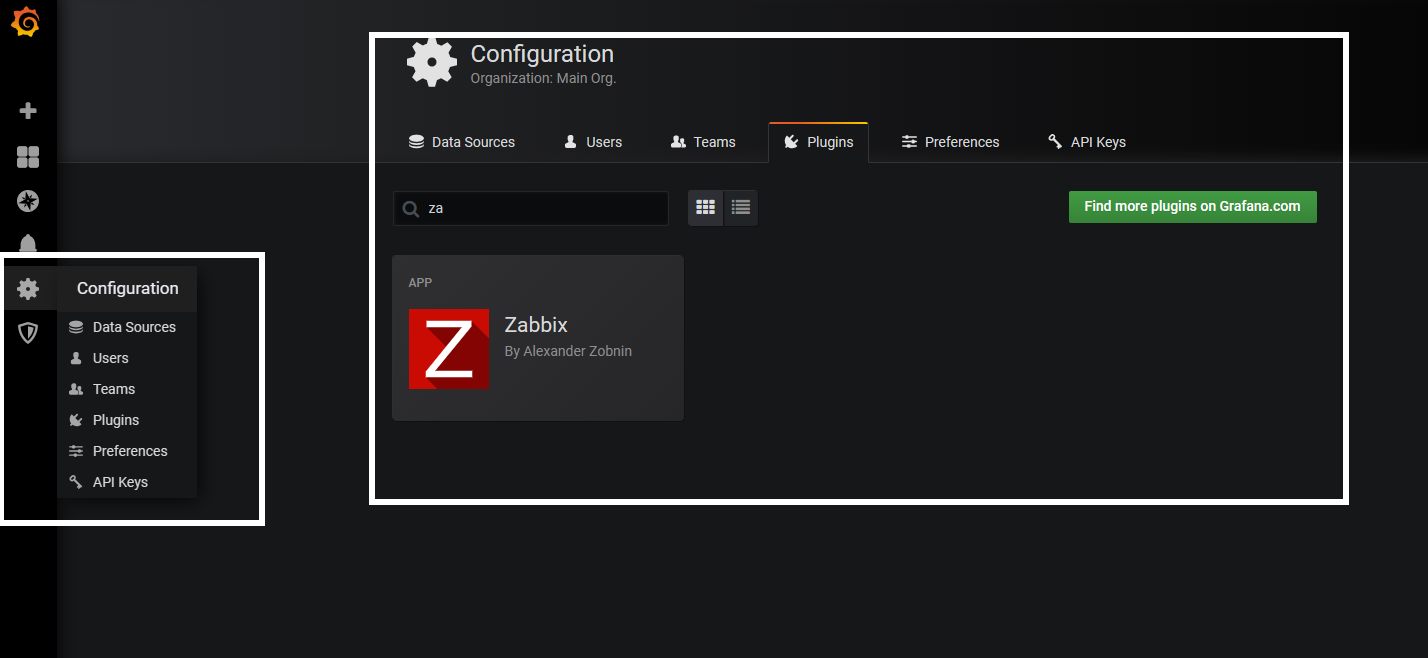 Configuration
Organization: Main Org.
Data Sources Users Teams Plugins Preferences API Keys
za
Find more plugins on Grafana.com
APP
Z
Zabbix
By Alexander Zobnin
Configuration
Data Sources
Users
Teams
Plugins
Preferences
API Keys